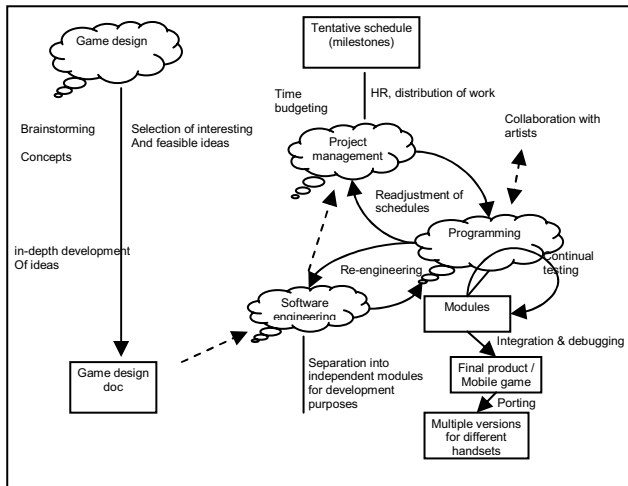 Game design
Tentative schedule
(milestones)
Time
budgeting
HR, distribution of work
Brainstorming
Concepts
Selection of interesting
And feasible ideas
Collaboration with
artists
Project
management
Readjustment of
schedules
Programming
in-depth development
Of ideas
Continual
testing
Re-engineering
Software
engineering
Modules
Integration & debugging
Game design
doc
Separation into
independent modules
for development
purposes
Final product /
Mobile game
Porting
Multiple versions
for different
handsets